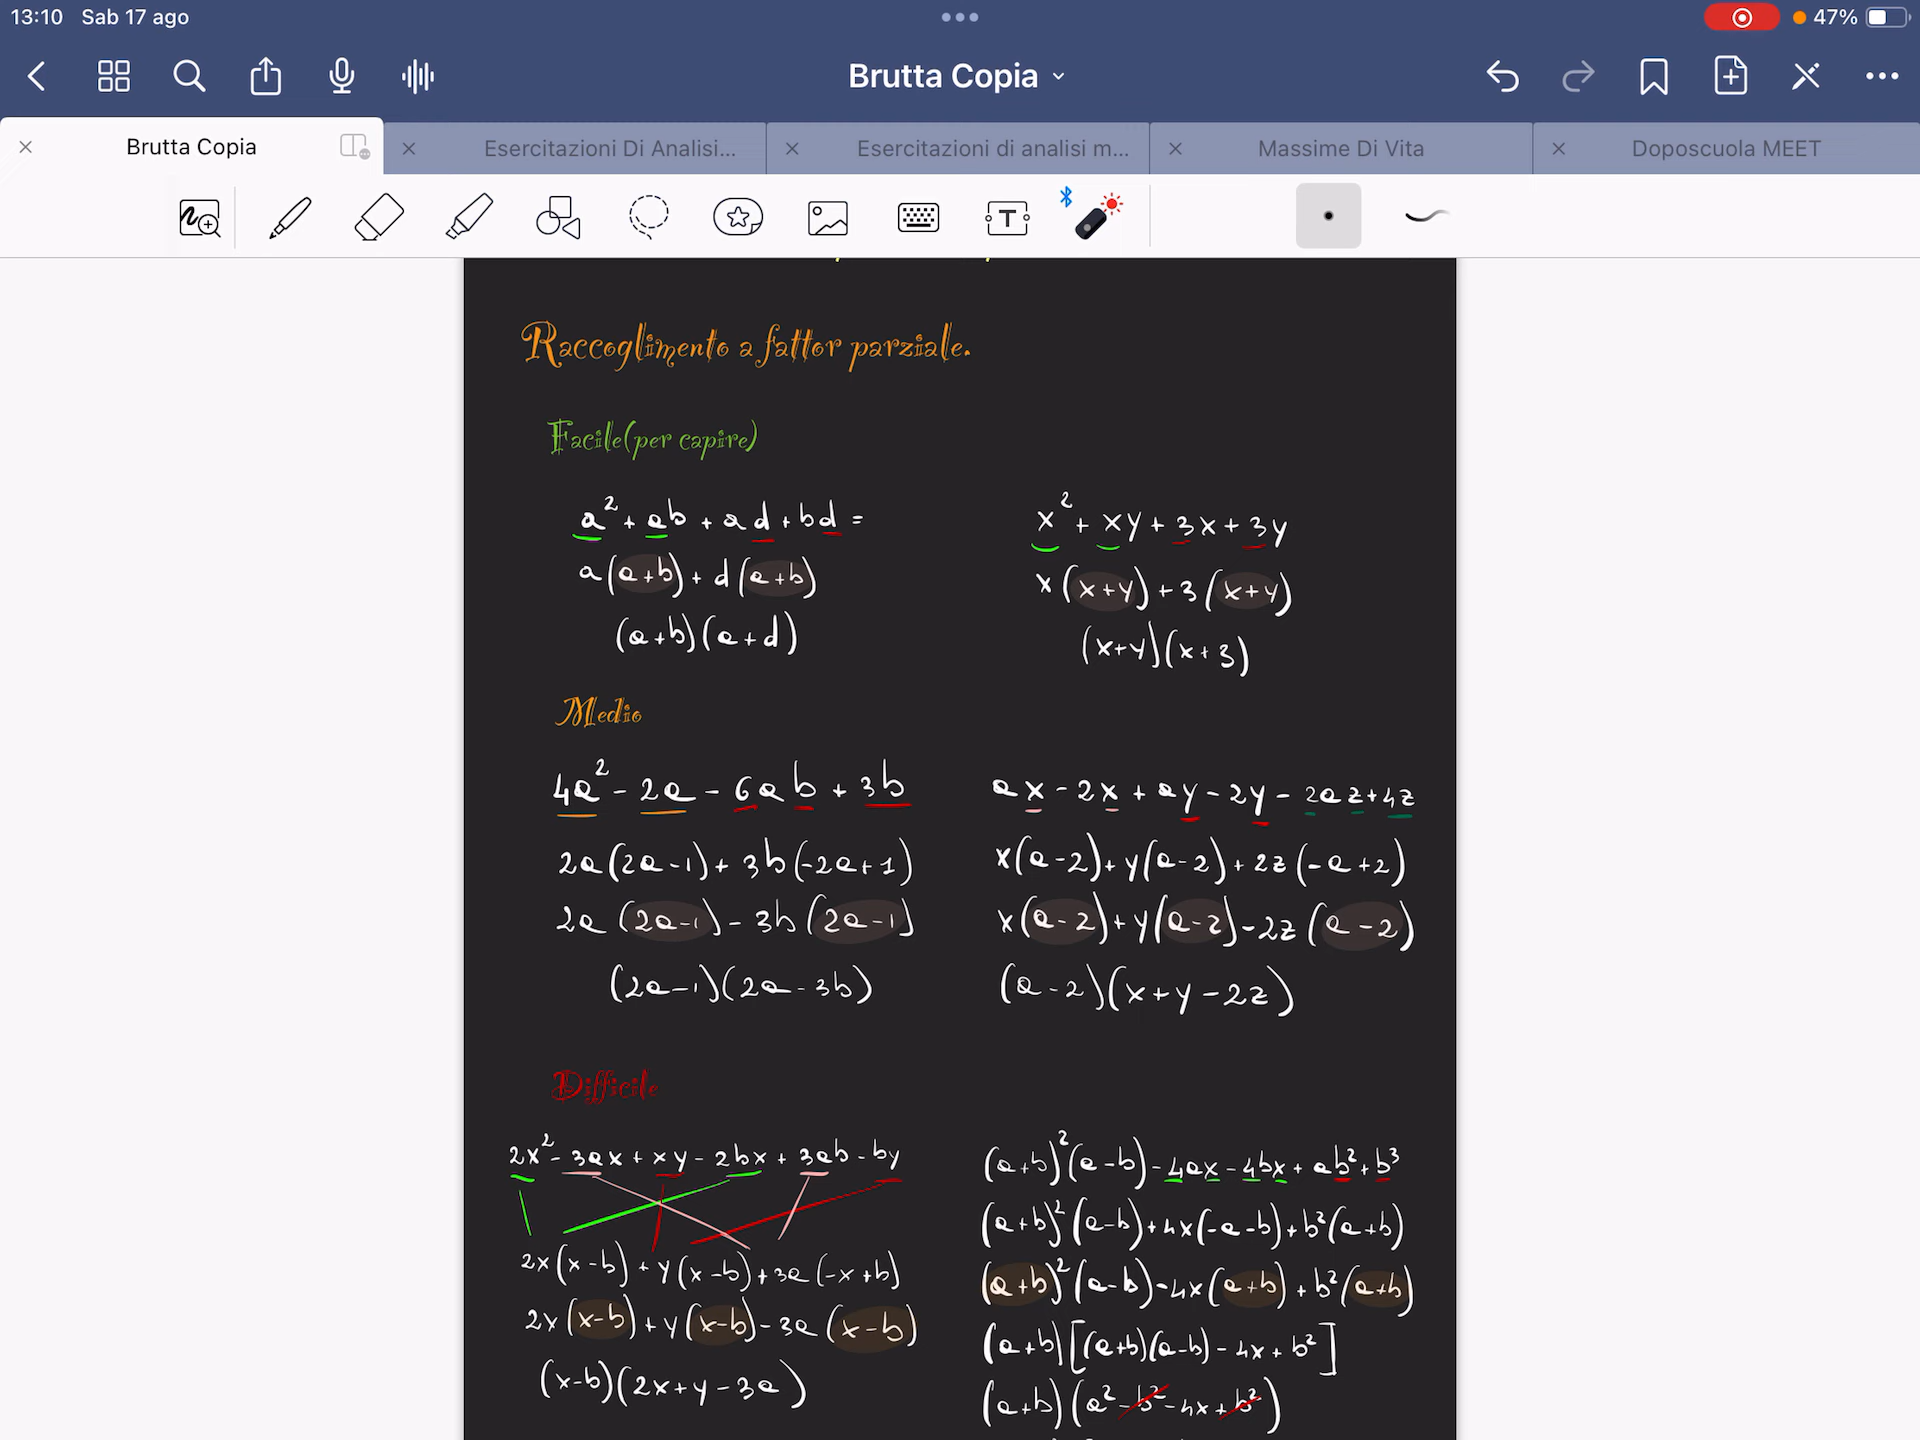 13:10 Sab 17 ago 47%
Brutta Copia
Brutta Copia Esercitazioni Di Analisi... Esercitazioni di analisi m... Massime Di Vita Doposcuola MEET
T
Raccoglimento a fattor parziale.
Facile(per capire)
a² + ab + ad + bd =
a(a+b) + d(a+b)
(a+b)(a+d)
x² + xy + 3x + 3y
x(x+y) + 3(x+y)
(x+y)(x+3)
Medio
4a² - 2a - 6ab + 3b
2a(2a-1) + 3b(-2a+1)
2a(2a-1) - 3b(2a-1)
(2a-1)(2a-3b)
ax - 2x + ay - 2y - 2az + 4z
x(a-2) + y(a-2) + 2z(-a+2)
x(a-2) + y(a-2) - 2z(a-2)
(a-2)(x+y-2z)
Difficile
2x² - 3ax + xy - 2bx + 3ab - by
2x(x-b) + y(x-b) + 3a(-x+b)
2x(x-b) + y(x-b) - 3a(x-b)
(x-b)(2x+y-3a)
(a+b)²(a-b) - 4ax - 4bx + ab² + b³
(a+b)²(a-b) + 4x(-a-b) + b²(a+b)
(a+b)²(a-b) - 4x(a+b) + b²(a+b)
(a+b)[(a+b)(a-b) - 4x + b²]
(a+b)(a² - b² - 4x + b²)